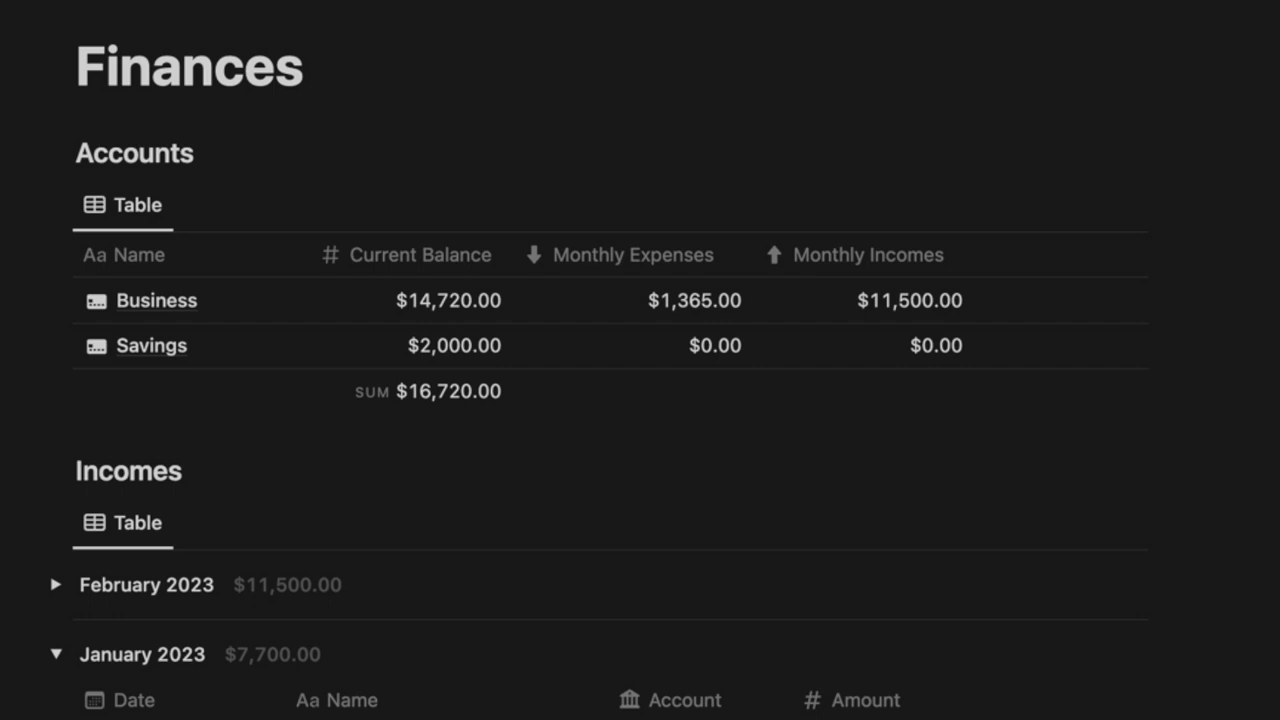 Finances
Accounts
Table
Aa Name # Current Balance Monthly Expenses Monthly Incomes
Business $14,720.00 $1,365.00 $11,500.00
Savings $2,000.00 $0.00 $0.00
SUM $16,720.00
Incomes
Table
February 2023 $11,500.00
January 2023 $7,700.00
Date Aa Name Account # Amount